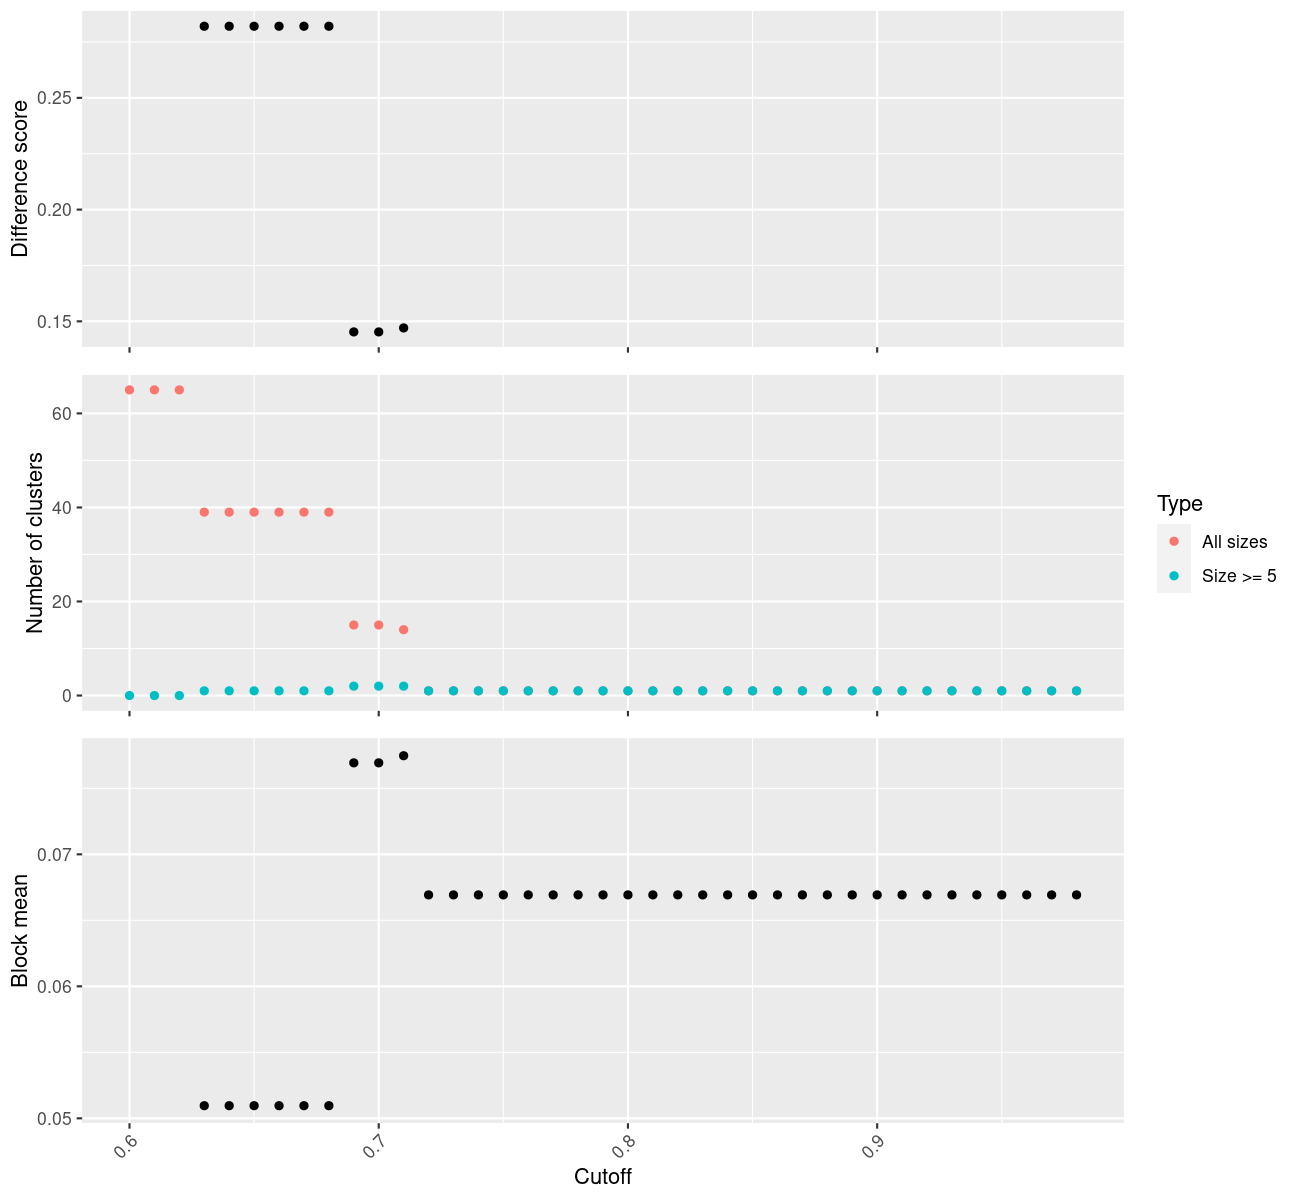 Difference score
0.25
0.20
0.15
Number of clusters
60
40
20
0
Type
All sizes
Size >= 5
Block mean
0.07
0.06
0.05
0.6
0.7
0.8
0.9
Cutoff